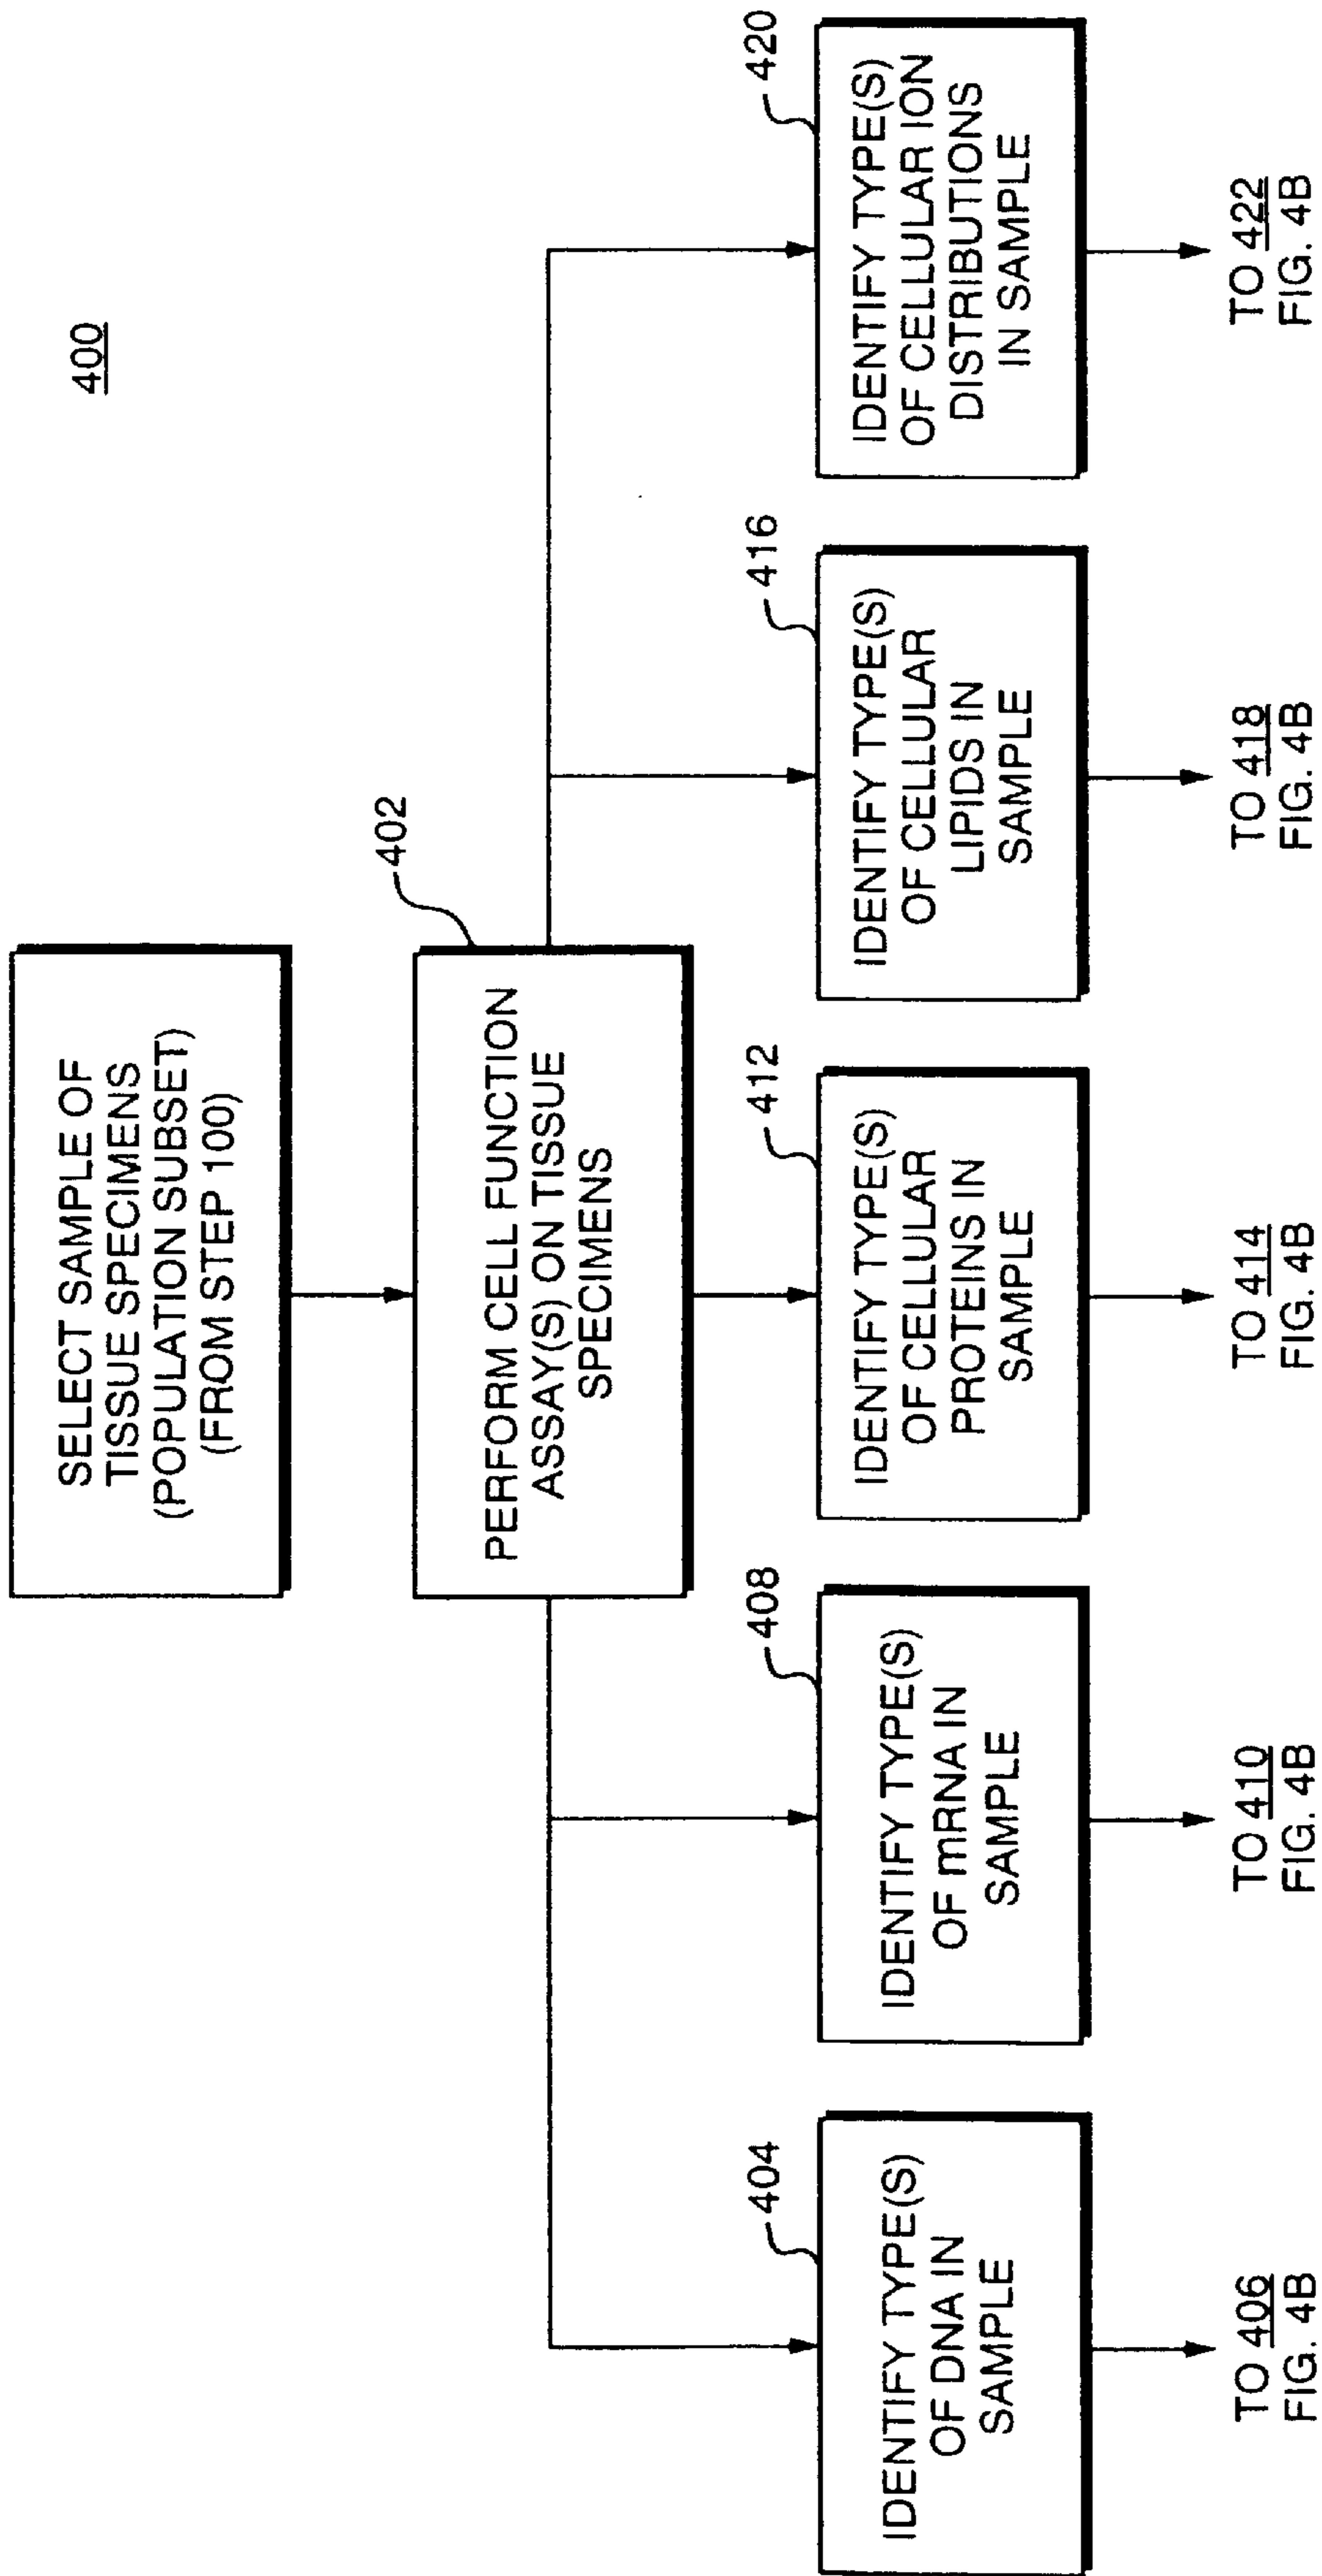 400
SELECT SAMPLE OF
TISSUE SPECIMENS
(POPULATION SUBSET)
(FROM STEP 100)
402
PERFORM CELL FUNCTION
ASSAY(S) ON TISSUE
SPECIMENS
404
IDENTIFY TYPE(S)
OF DNA IN
SAMPLE
TO 406
FIG. 4B
408
IDENTIFY TYPE(S)
OF mRNA IN
SAMPLE
TO 410
FIG. 4B
412
IDENTIFY TYPE(S)
OF CELLULAR
PROTEINS IN
SAMPLE
TO 414
FIG. 4B
416
IDENTIFY TYPE(S)
OF CELLULAR
LIPIDS IN
SAMPLE
TO 418
FIG. 4B
420
IDENTIFY TYPE(S)
OF CELLULAR ION
DISTRIBUTIONS
IN SAMPLE
TO 422
FIG. 4B